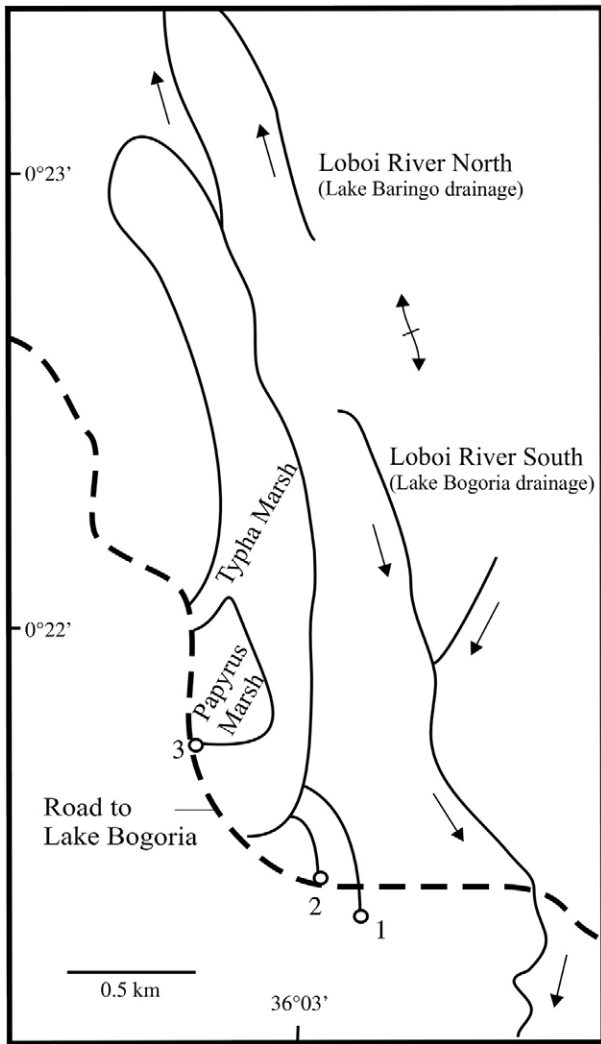 Loboi River North
(Lake Baringo drainage)
0°23’
Loboi River South
(Lake Bogoria drainage)
Typha Marsh
0°22’
Papyrus
Marsh
3
Road to
Lake Bogoria
2
1
0.5 km
36°03’